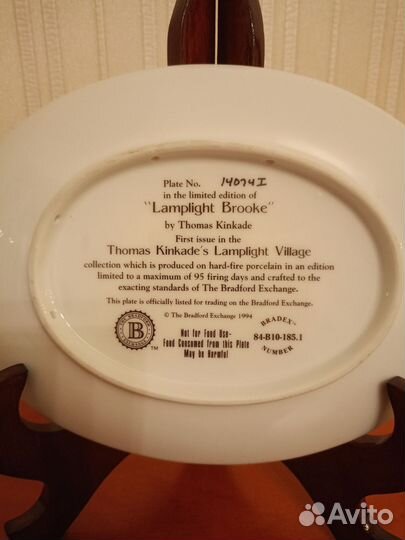 Plate No. 14074I
in the limited edition of
"Lamplight Brooke"
by Thomas Kinkade
First issue in the
Thomas Kinkade's Lamplight Village
collection which is produced on hard-fire porcelain in an edition
limited to a maximum of 95 firing days and crafted to the
exacting standards of The Bradford Exchange.
This plate is officially listed for trading on the Bradford Exchange.
© The Bradford Exchange 1994
B
TM
Not for Food Use-
Food Consumed from this Plate
May be Harmful
BRADEX
84-B10-185.1
NUMBER
Avito